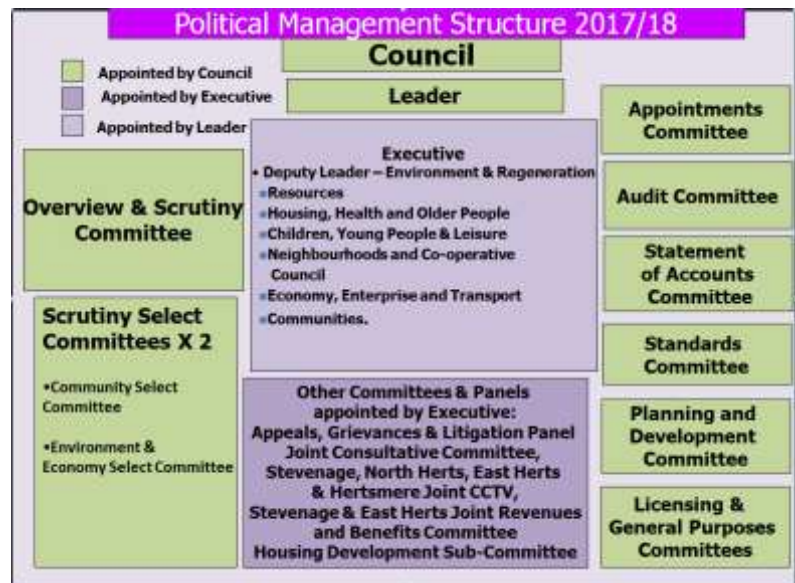 Political Management Structure 2017/18
Council
Leader
Appointed by Council
Appointed by Executive
Appointed by Leader
Overview & Scrutiny
Committee
Scrutiny Select
Committees X 2
•Community Select
Committee
•Environment &
Economy Select Committee
Executive
• Deputy Leader – Environment & Regeneration
•Resources
•Housing, Health and Older People
•Children, Young People & Leisure
•Neighbourhoods and Co-operative
Council
•Economy, Enterprise and Transport
•Communities.
Other Committees & Panels
appointed by Executive:
Appeals, Grievances & Litigation Panel
Joint Consultative Committee,
Stevenage, North Herts, East Herts
& Hertsmere Joint CCTV,
Stevenage & East Herts Joint Revenues
and Benefits Committee
Housing Development Sub-Committee
Appointments
Committee
Audit Committee
Statement
of Accounts
Committee
Standards
Committee
Planning and
Development
Committee
Licensing &
General Purposes
Committees